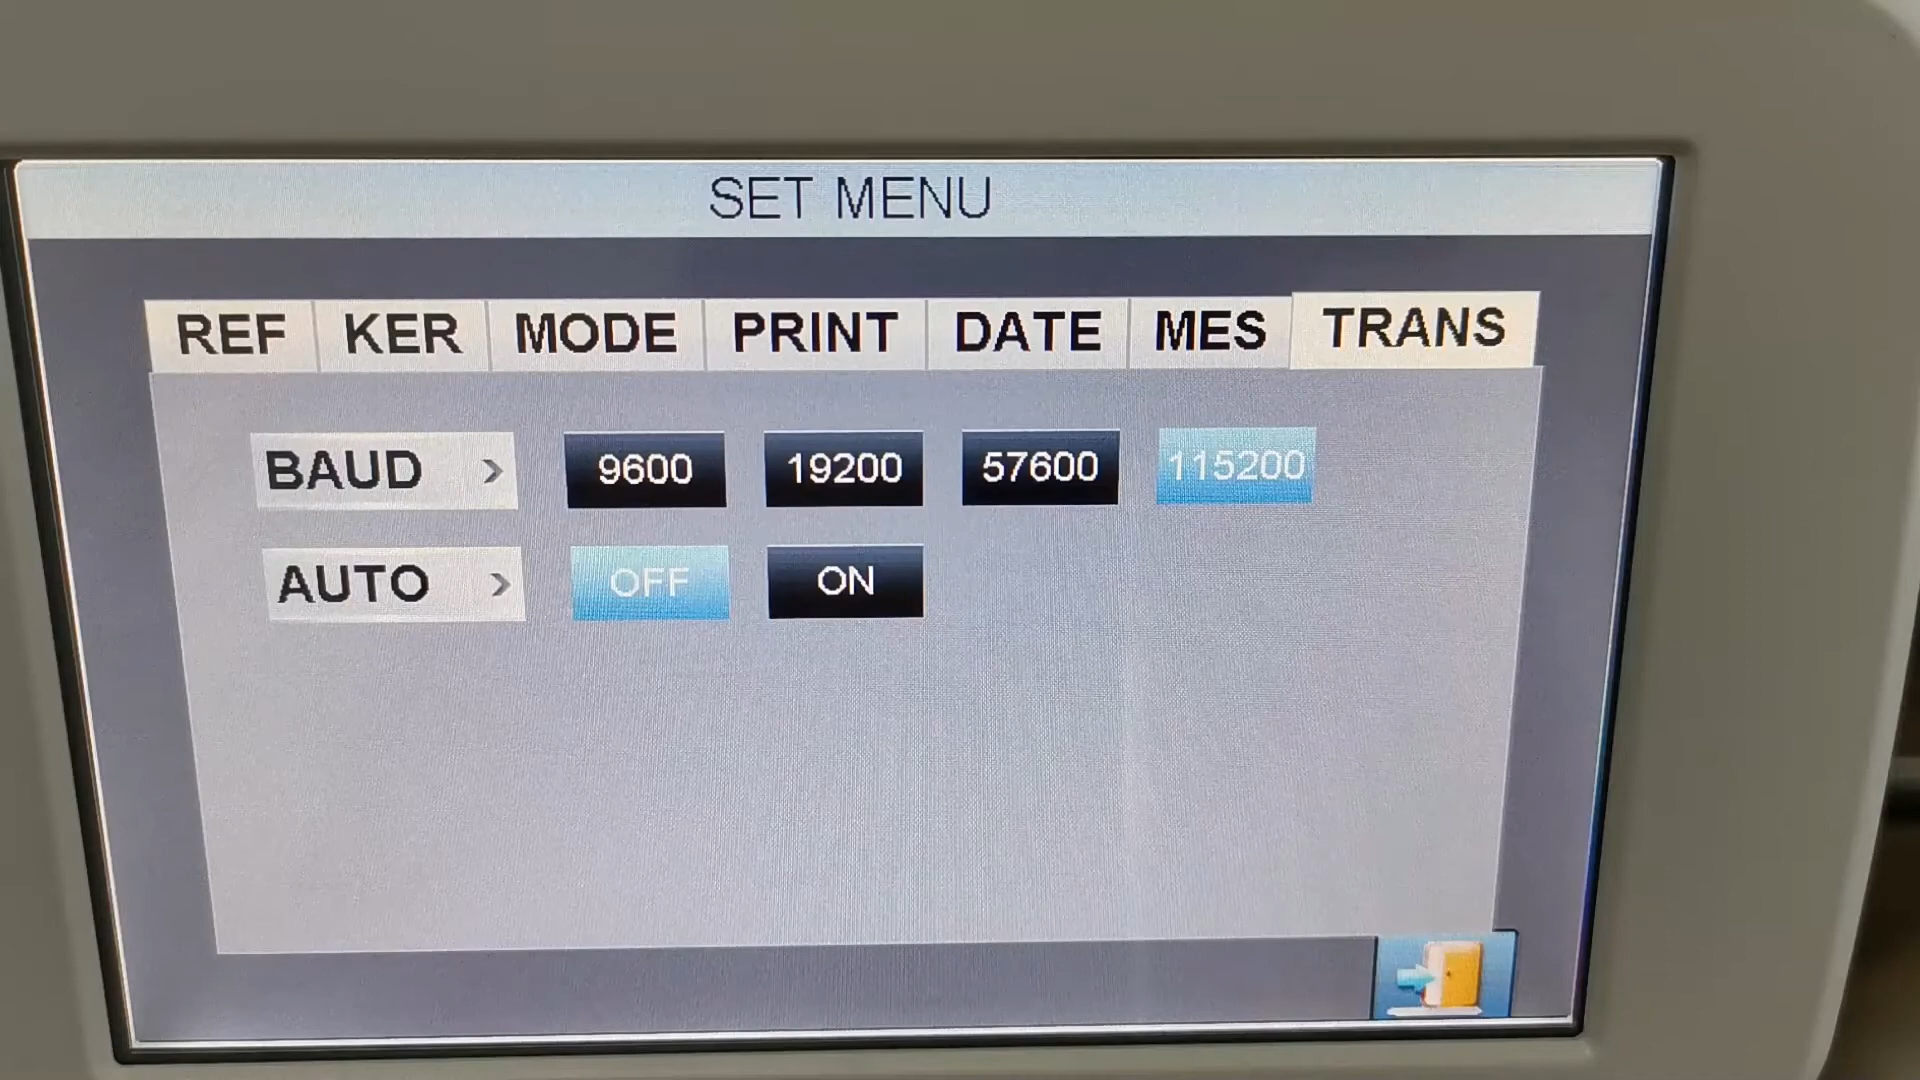 SET MENU
REF KER MODE PRINT DATE MES TRANS
BAUD > 9600 19200 57600 115200
AUTO > OFF ON